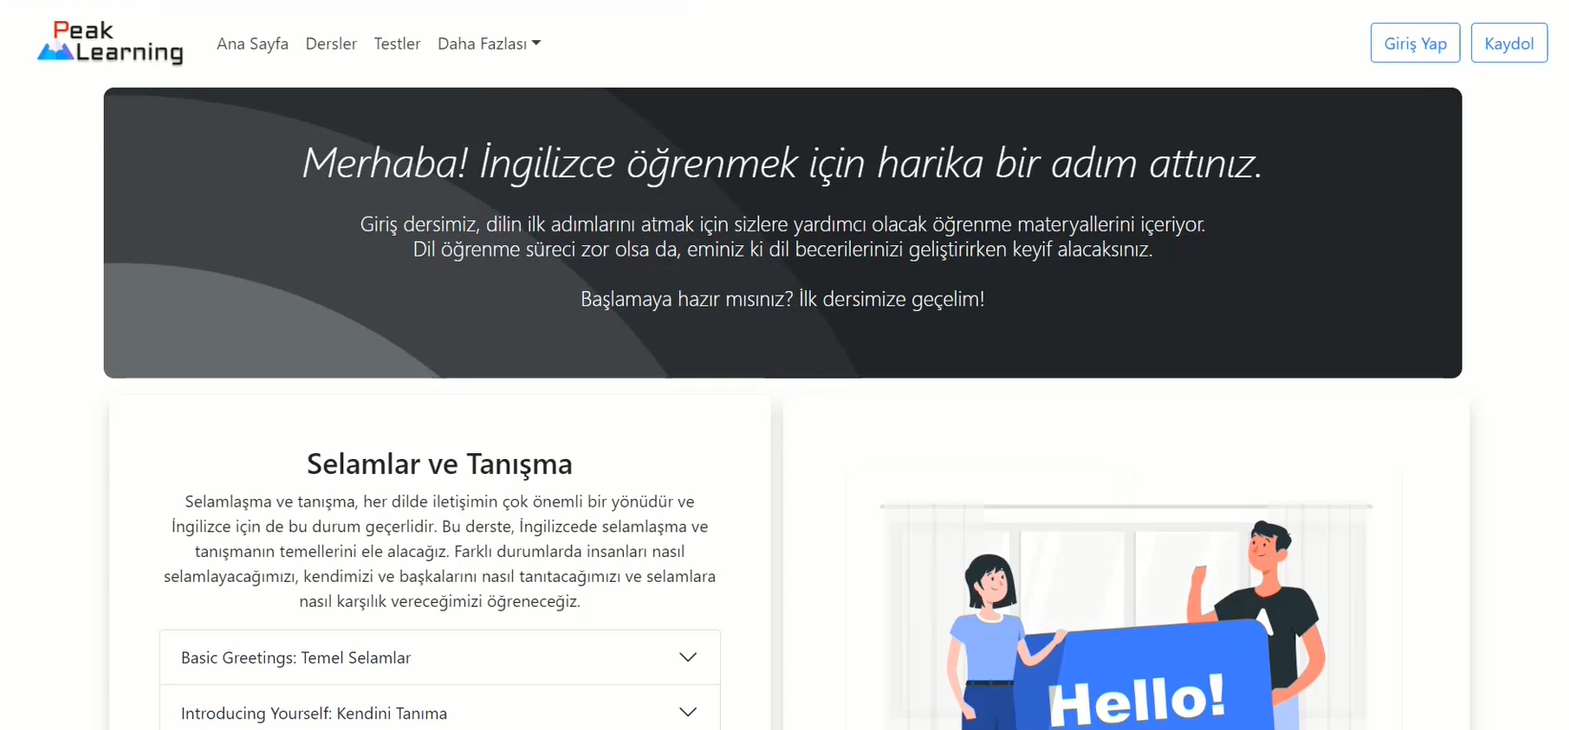 Peak
Learning
Ana Sayfa
Dersler
Testler
Daha Fazlası
Giriş Yap
Kaydol
Merhaba! İngilizce öğrenmek için harika bir adım attınız.
Giriş dersimiz, dilin ilk adımlarını atmak için sizlere yardımcı olacak öğrenme materyallerini içeriyor.
Dil öğrenme süreci zor olsa da, eminiz ki dil becerilerinizi geliştirirken keyif alacaksınız.
Başlamaya hazır mısınız? İlk dersimize geçelim!
Selamlar ve Tanışma
Selamlaşma ve tanışma, her dilde iletişimin çok önemli bir yönüdür ve
İngilizce için de bu durum geçerlidir. Bu derste, İngilizcede selamlaşma ve
tanışmanın temellerini ele alacağız. Farklı durumlarda insanları nasıl
selamlayacağımızı, kendimizi ve başkalarını nasıl tanıtacağımızı ve selamlara
nasıl karşılık vereceğimizi öğreneceğiz.
Basic Greetings: Temel Selamlar
Introducing Yourself: Kendini Tanıma
Hello!